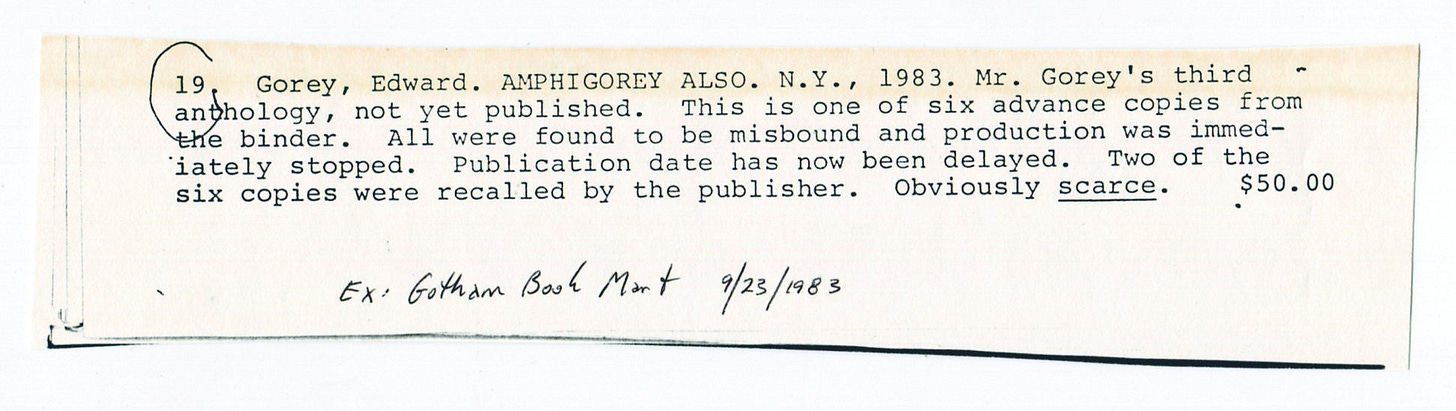 19. Gorey, Edward. AMPHIGOREY ALSO. N.Y., 1983. Mr. Gorey's third
anthology, not yet published. This is one of six advance copies from
the binder. All were found to be misbound and production was immed-
iately stopped. Publication date has now been delayed. Two of the
six copies were recalled by the publisher. Obviously scarce. $50.00
Ex: Gotham Book Mart 9/23/1983